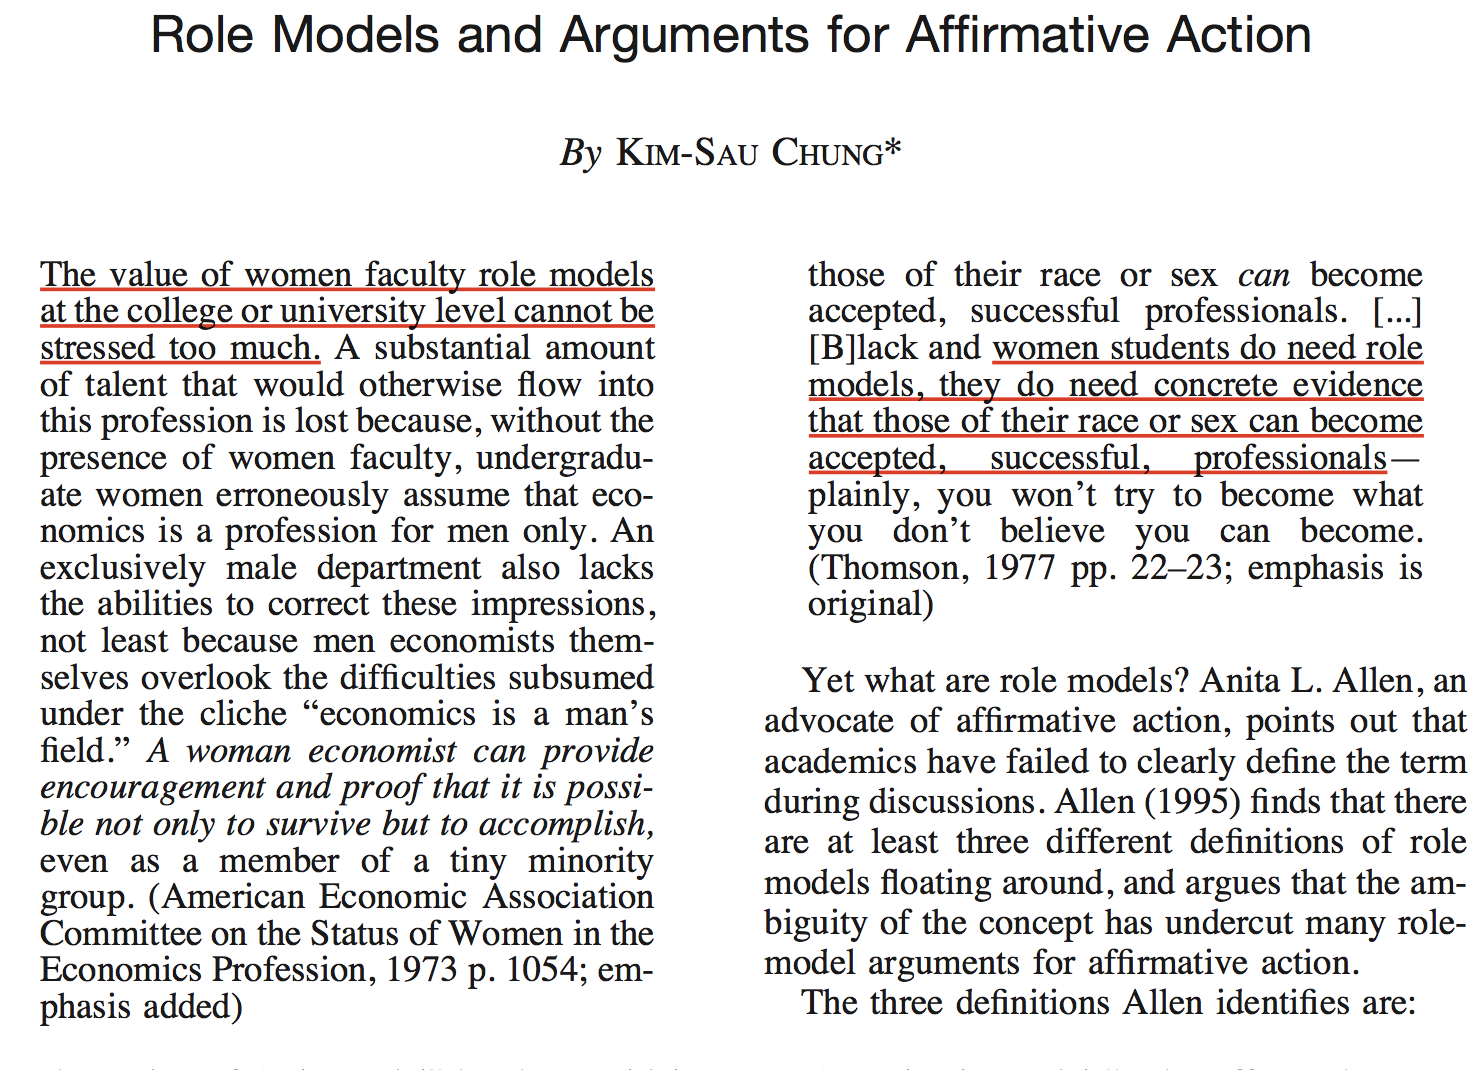 Role Models and Arguments for Affirmative Action
By KIM-SAU CHUNG*
The value of women faculty role models
at the college or university level cannot be
stressed too much. A substantial amount
of talent that would otherwise flow into
this profession is lost because, without the
presence of women faculty, undergradu-
ate women erroneously assume that eco-
nomics is a profession for men only. An
exclusively male department also lacks
the abilities to correct these impressions,
not least because men economists them-
selves overlook the difficulties subsumed
under the cliche “economics is a man’s
field.” A woman economist can provide
encouragement and proof that it is possi-
ble not only to survive but to accomplish,
even as a member of a tiny minority
group. (American Economic Association
Committee on the Status of Women in the
Economics Profession, 1973 p. 1054; em-
phasis added)
those of their race or sex can become
accepted, successful professionals. [...]
[B]lack and women students do need role
models, they do need concrete evidence
that those of their race or sex can become
accepted, successful, professionals—
plainly, you won’t try to become what
you don’t believe you can become.
(Thomson, 1977 pp. 22–23; emphasis is
original)
Yet what are role models? Anita L. Allen, an
advocate of affirmative action, points out that
academics have failed to clearly define the term
during discussions. Allen (1995) finds that there
are at least three different definitions of role
models floating around, and argues that the am-
biguity of the concept has undercut many role-
model arguments for affirmative action.
The three definitions Allen identifies are: